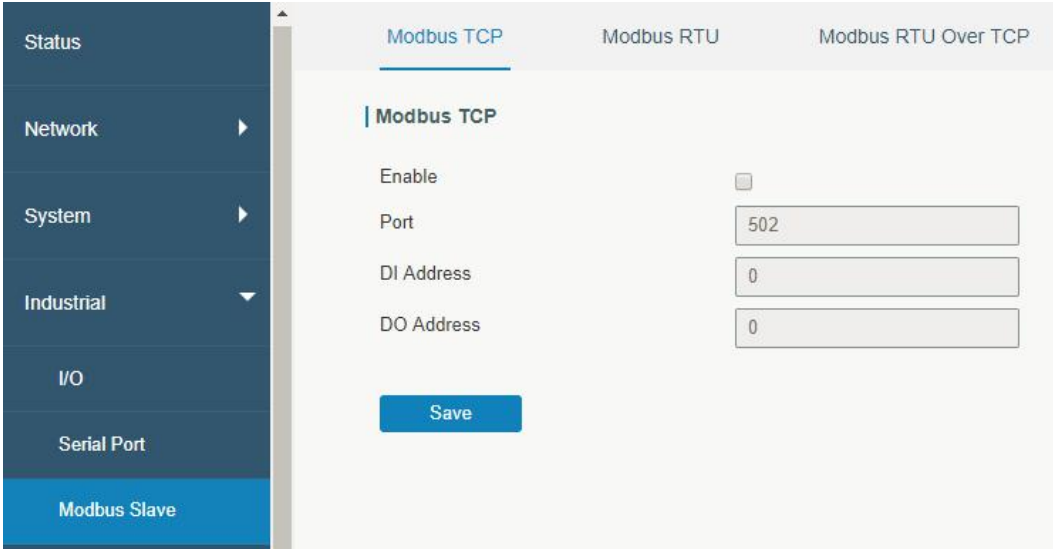 Status
Network
System
Industrial
I/O
Serial Port
Modbus Slave
Modbus TCP
Modbus RTU
Modbus RTU Over TCP
Modbus TCP
Enable
Port
502
DI Address
0
DO Address
0
Save